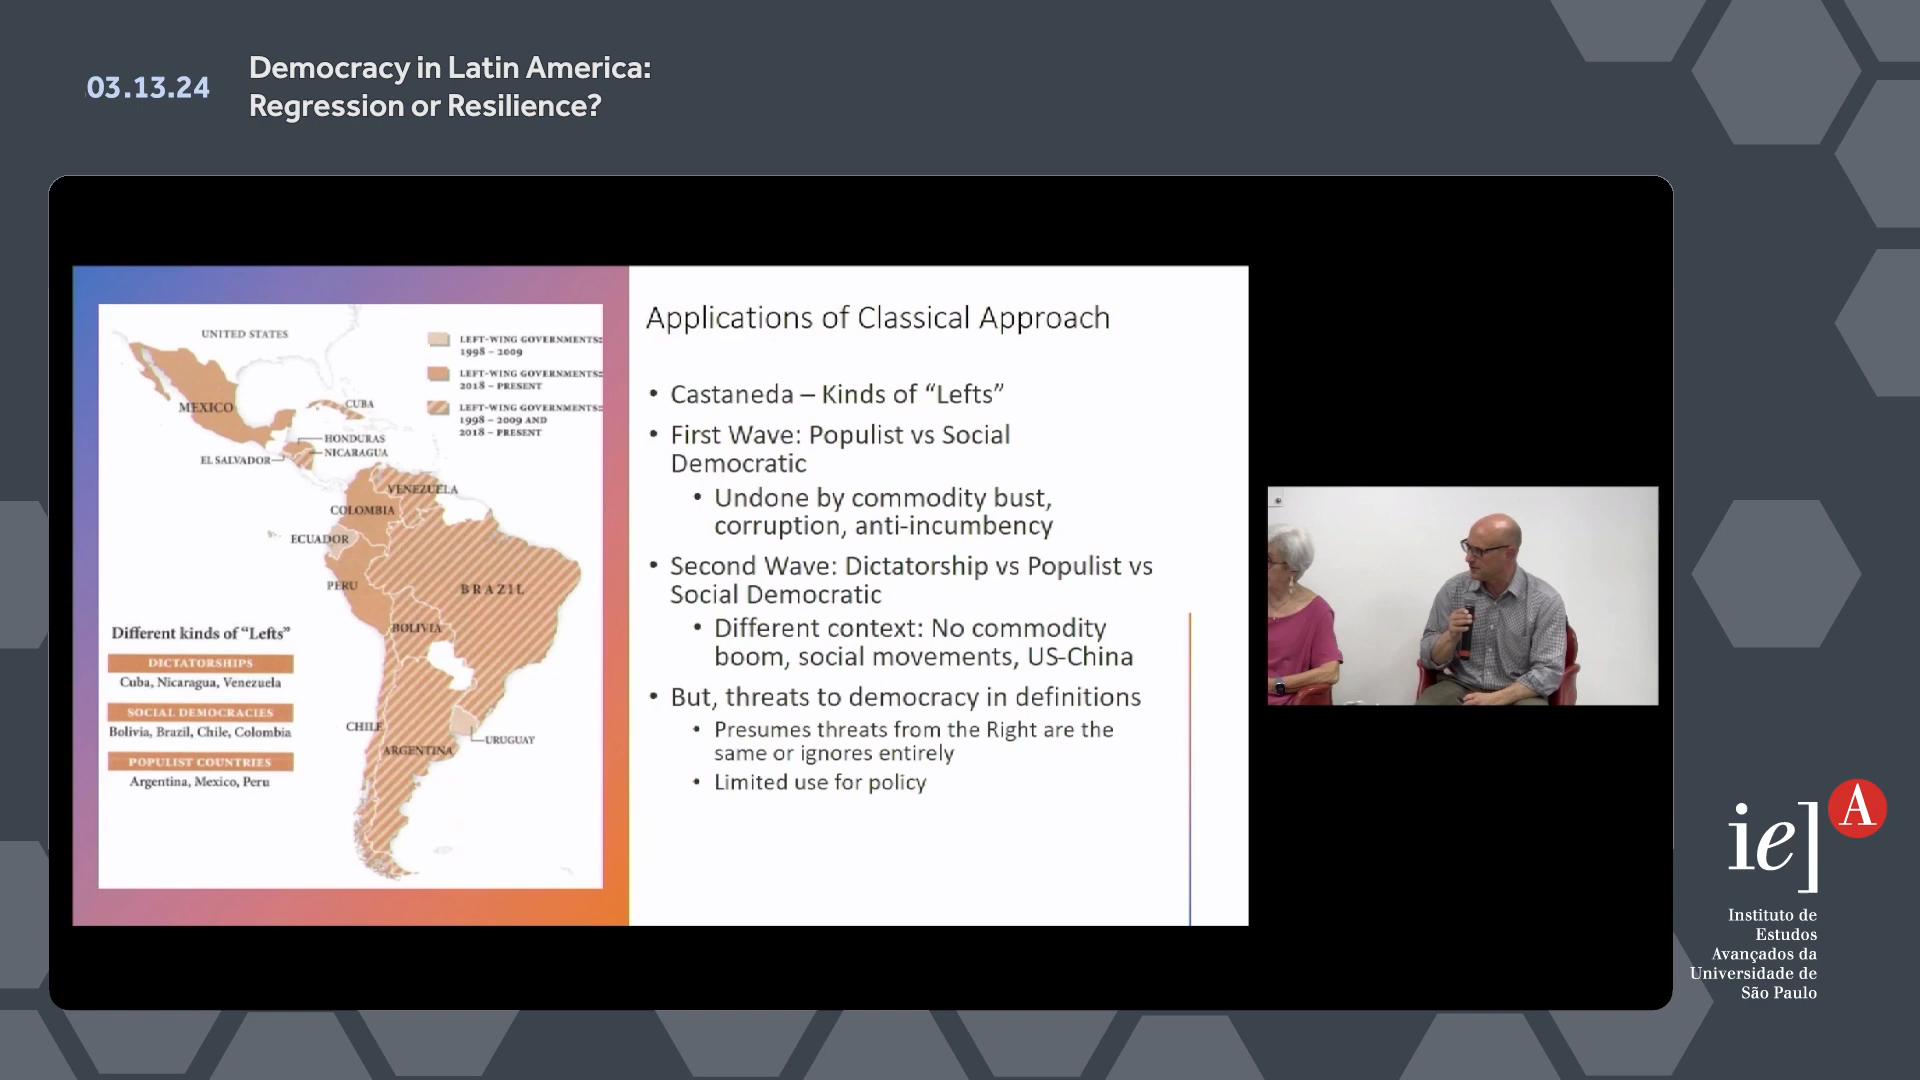 03.13.24
Democracy in Latin America:
Regression or Resilience?
UNITED STATES
MEXICO
CUBA
HONDURAS
NICARAGUA
EL SALVADOR
VENEZUELA
COLOMBIA
ECUADOR
PERU
BRAZIL
BOLIVIA
CHILE
ARGENTINA
URUGUAY
LEFT-WING GOVERNMENTS:
1998 – 2009
LEFT-WING GOVERNMENTS:
2018 – PRESENT
LEFT-WING GOVERNMENTS:
1998 – 2009 AND
2018 – PRESENT
Different kinds of “Lefts”
DICTATORSHIPS
Cuba, Nicaragua, Venezuela
SOCIAL DEMOCRACIES
Bolivia, Brazil, Chile, Colombia
POPULIST COUNTRIES
Argentina, Mexico, Peru
Applications of Classical Approach
• Castaneda – Kinds of “Lefts”
• First Wave: Populist vs Social
Democratic
• Undone by commodity bust,
corruption, anti-incumbency
• Second Wave: Dictatorship vs Populist vs
Social Democratic
• Different context: No commodity
boom, social movements, US-China
• But, threats to democracy in definitions
• Presumes threats from the Right are the
same or ignores entirely
• Limited use for policy
ie] A
Instituto de
Estudos
Avançados da
Universidade de
São Paulo